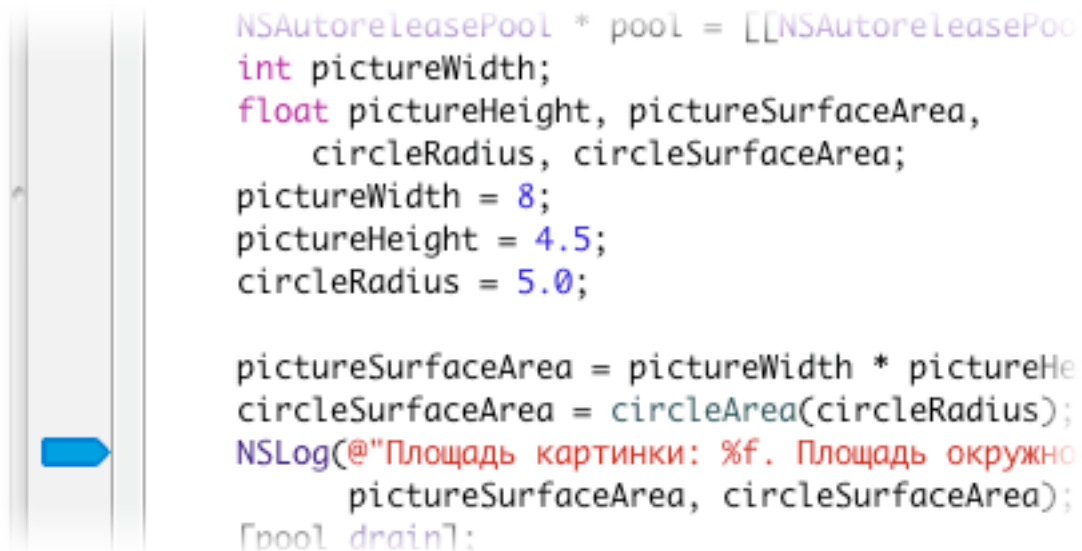 NSAutoreleasePool * pool = [[NSAutoreleasePoo
int pictureWidth;
float pictureHeight, pictureSurfaceArea,
circleRadius, circleSurfaceArea;
pictureWidth = 8;
pictureHeight = 4.5;
circleRadius = 5.0;
pictureSurfaceArea = pictureWidth * pictureHe
circleSurfaceArea = circleArea(circleRadius);
NSLog(@"Площадь картинки: %f. Площадь окружно
pictureSurfaceArea, circleSurfaceArea);
[pool drain];